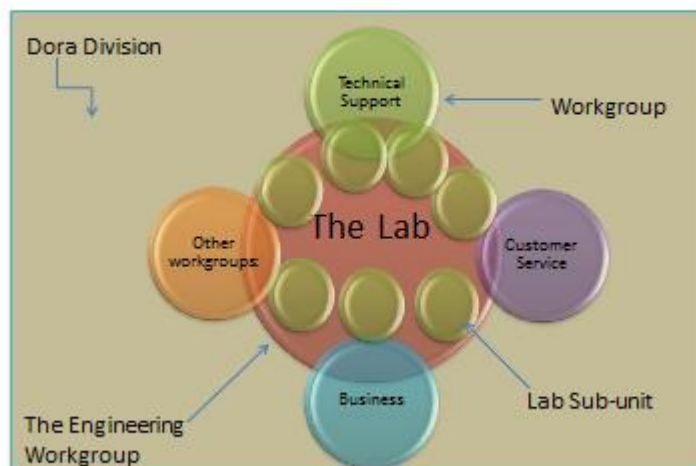 Dora Division
Technical
Support
Workgroup
The Lab
Other
workgroups:
Customer
Service
Business
Lab Sub-unit
The Engineering
Workgroup